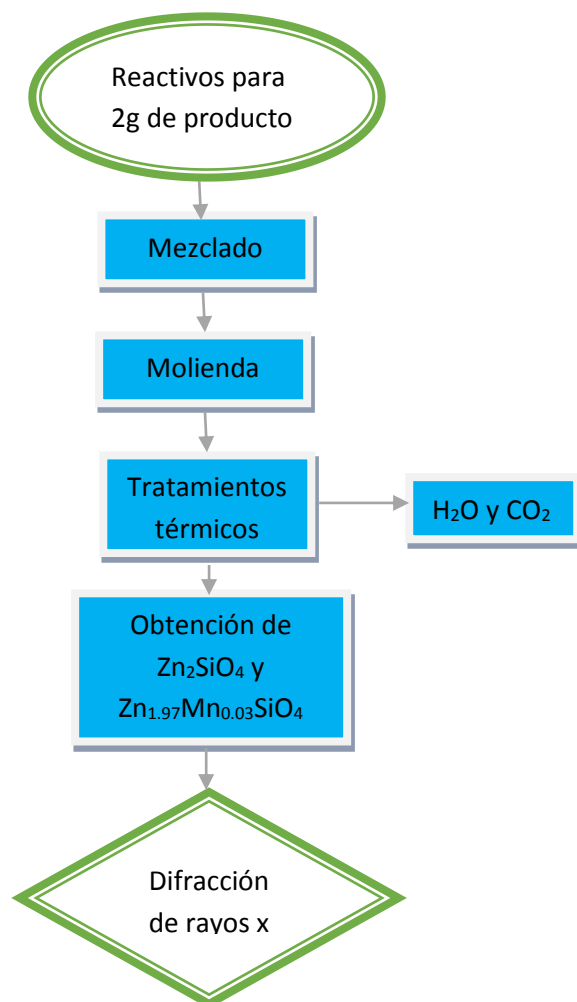 Reactivos para
2g de producto
Mezclado
Molienda
Tratamientos
térmicos
H₂O y CO₂
Obtención de
Zn₂SiO₄ y
Zn₁.₉₇Mn₀.₀₃SiO₄
Difracción
de rayos x